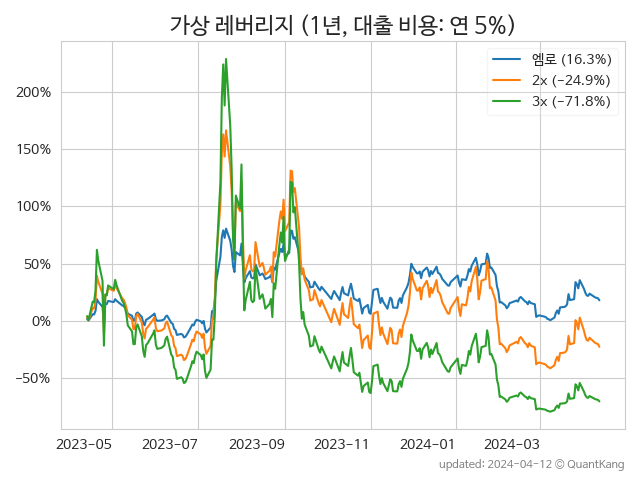 가상 레버리지 (1년, 대출 비용: 연 5%)
엠로 (16.3%)
2x (−24.9%)
3x (−71.8%)
200%
150%
100%
50%
0%
−50%
2023-05 2023-07 2023-09 2023-11 2024-01 2024-03
updated: 2024-04-12 © QuantKang